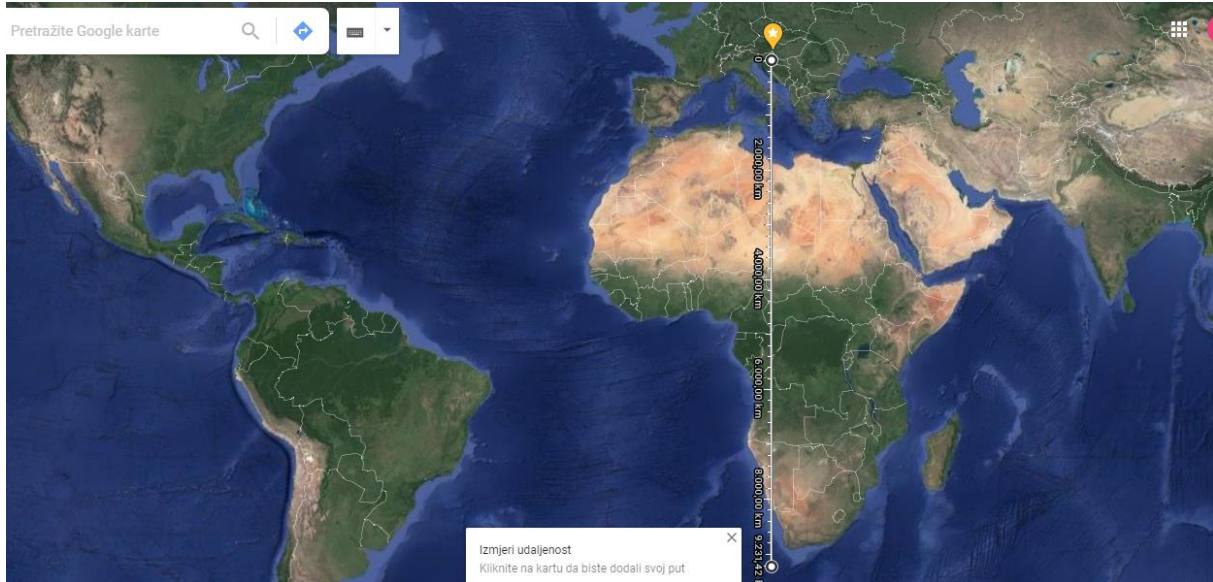 Pretražite Google karte
0
2.000,00 km
4.000,00 km
6.000,00 km
8.000,00 km
9.231,42
Izmjeri udaljenost
Kliknite na kartu da biste dodali svoj put